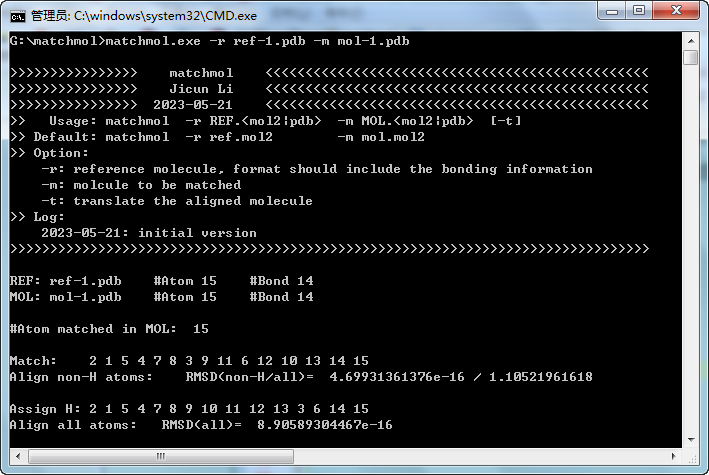 管理员: C:\windows\system32\CMD.exe
G:\matchmol>matchmol.exe -r ref-1.pdb -m mol-1.pdb
>>>>>>>>>>>>>>>>    matchmol    <<<<<<<<<<<<<<<<<<<<<<<<<<<<<<<<<<<<<<<<<<<<<<<<
>>>>>>>>>>>>>>>>    Jicun Li    <<<<<<<<<<<<<<<<<<<<<<<<<<<<<<<<<<<<<<<<<<<<<<<<
>>>>>>>>>>>>>>>>  2023-05-21    <<<<<<<<<<<<<<<<<<<<<<<<<<<<<<<<<<<<<<<<<<<<<<<<
>>   Usage: matchmol  -r REF.<mol2|pdb>  -m MOL.<mol2|pdb>  [-t]
>> Default: matchmol  -r ref.mol2        -m mol.mol2
>> Option:
    -r: reference molecule, format should include the bonding information
    -m: molcule to be matched
    -t: translate the aligned molecule
>> Log:
    2023-05-21: initial version
>>>>>>>>>>>>>>>>>>>>>>>>>>>>>>>>>>>>>>>>>>>>>>>>>>>>>>>>>>>>>>>>>>>>>>>>>>>>>>>>
REF: ref-1.pdb    #Atom 15    #Bond 14
MOL: mol-1.pdb    #Atom 15    #Bond 14
#Atom matched in MOL:  15
Match:    2 1 5 4 7 8 3 9 11 6 12 10 13 14 15
Align non-H atoms:    RMSD(non-H/all)=  4.69931361376e-16 / 1.10521961618
Assign H: 2 1 5 4 7 8 9 10 11 12 13 3 6 14 15
Align all atoms:   RMSD(all)=  8.90589304467e-16